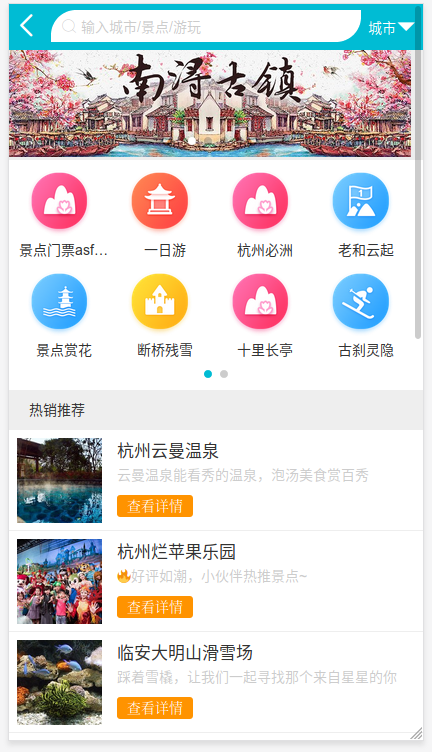 输入城市/景点/游玩
城市
南浔古镇
景点门票asf…
一日游
杭州必洲
老和云起
景点赏花
断桥残雪
十里长亭
古刹灵隐
热销推荐
杭州云曼温泉
云曼温泉能看秀的温泉，泡汤美食赏百秀
查看详情
杭州烂苹果乐园
🔥好评如潮，小伙伴热推景点~
查看详情
临安大明山滑雪场
踩着雪橇，让我们一起寻找那个来自星星的你
查看详情